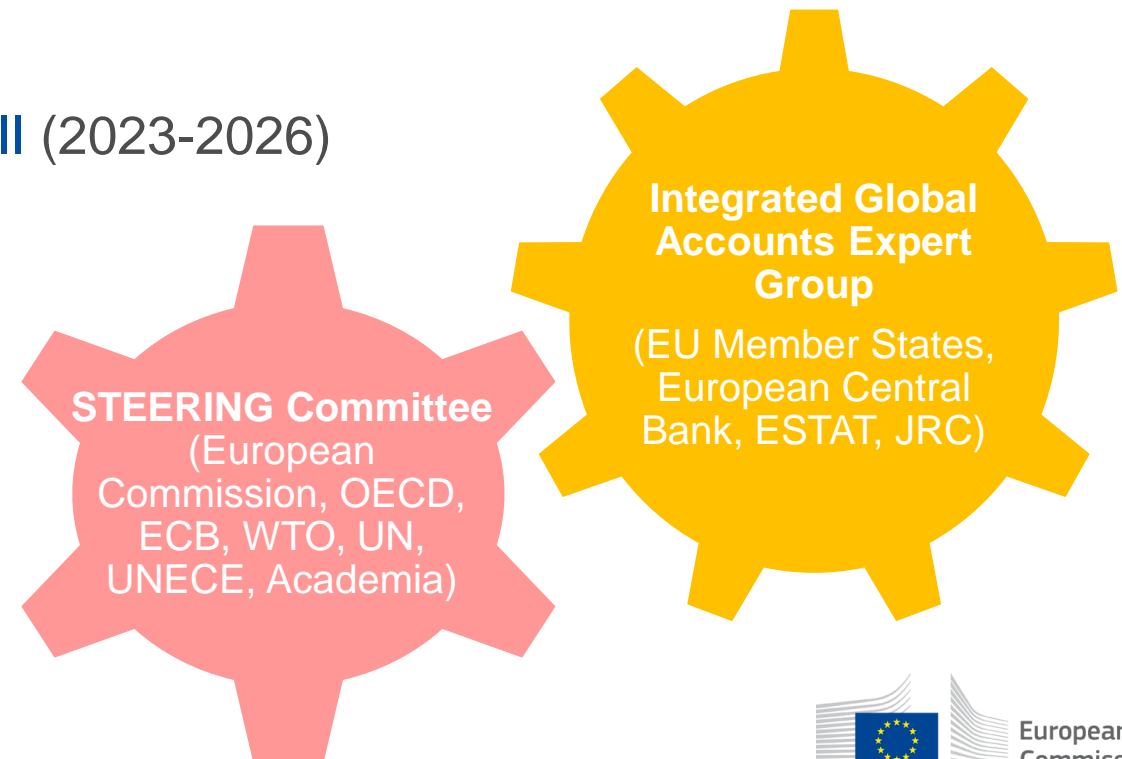 II (2023-2026)
Integrated Global
Accounts Expert
Group
(EU Member States,
European Central
Bank, ESTAT, JRC)
STEERING Committee
(European
Commission, OECD,
ECB, WTO, UN,
UNECE, Academia)
European